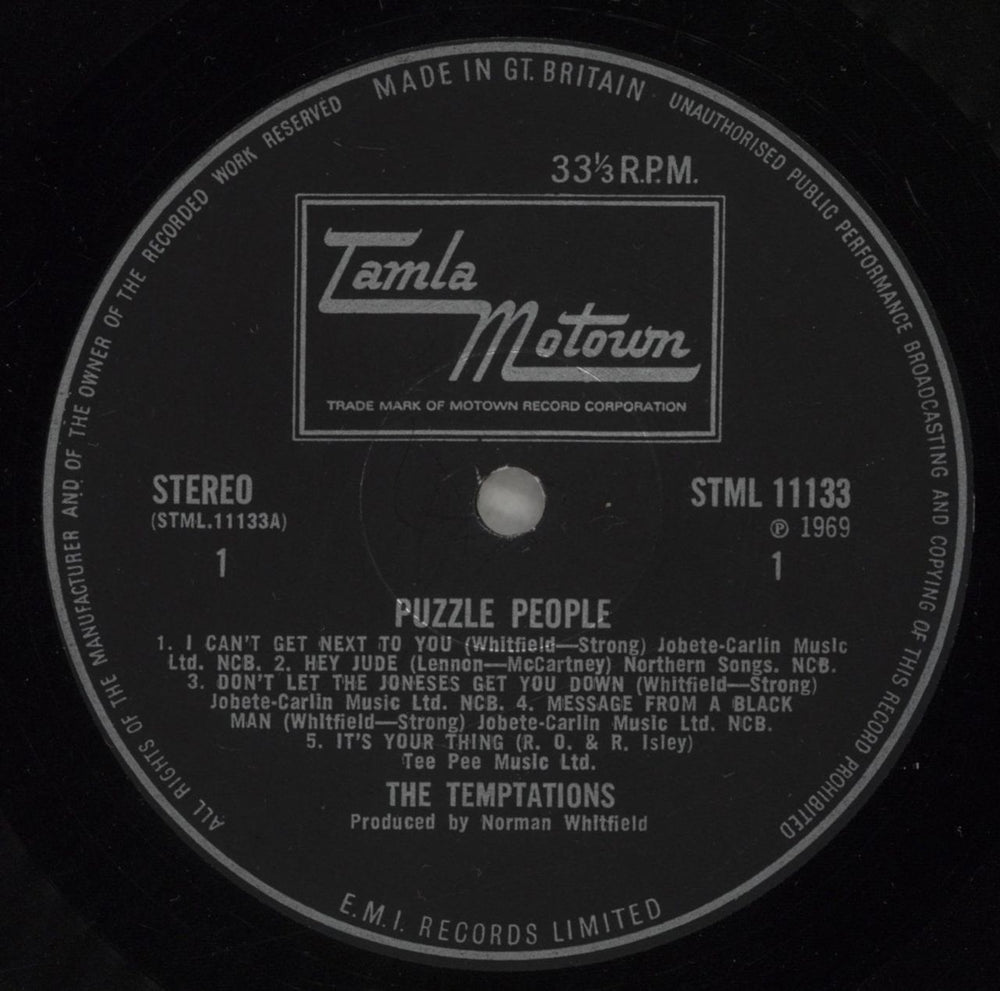 MADE IN GT. BRITAIN
UNAUTHORISED PUBLIC PERFORMANCE BROADCASTING AND COPYING OF THIS RECORD PROHIBITED
ALL RIGHTS OF THE MANUFACTURER AND OF THE OWNER OF THE RECORDED WORK RESERVED
33⅓ R.P.M.
Tamla
Motown
TRADE MARK OF MOTOWN RECORD CORPORATION
STEREO
(STML.11133A)
1
STML 11133
℗ 1969
1
PUZZLE PEOPLE
1. I CAN'T GET NEXT TO YOU (Whitfield—Strong) Jobete-Carlin Music
Ltd. NCB. 2. HEY JUDE (Lennon—McCartney) Northern Songs. NCB.
3. DON'T LET THE JONESES GET YOU DOWN (Whitfield—Strong)
Jobete-Carlin Music Ltd. NCB. 4. MESSAGE FROM A BLACK
MAN (Whitfield—Strong) Jobete-Carlin Music Ltd. NCB.
5. IT'S YOUR THING (R. O. & R. Isley)
Tee Pee Music Ltd.
THE TEMPTATIONS
Produced by Norman Whitfield
E.M.I. RECORDS LIMITED